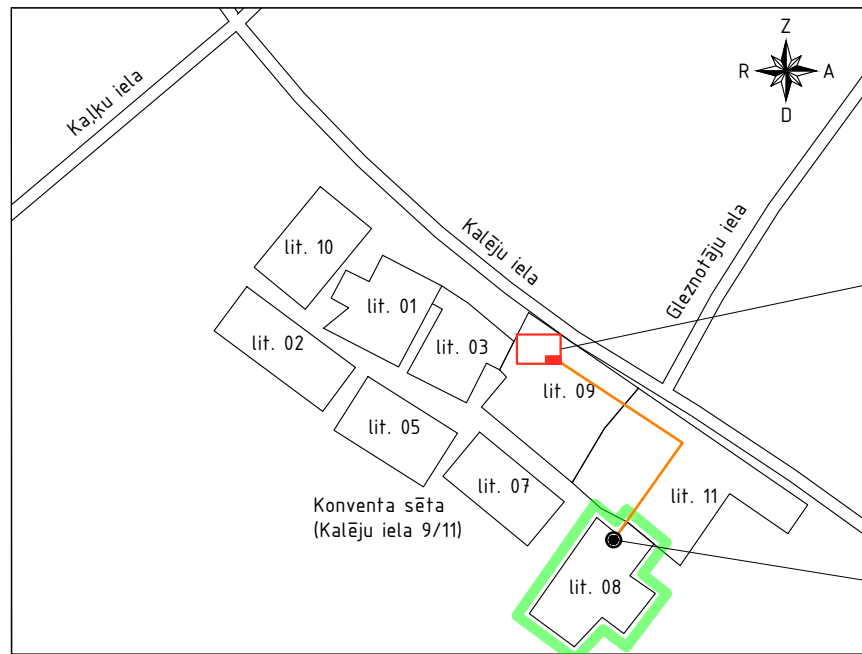 Z
R
A
D
Kaļķu iela
Kalēju iela
Gleznotāju iela
lit. 10
lit. 01
lit. 02
lit. 03
lit. 09
lit. 05
lit. 07
lit. 11
Konventa sēta
(Kalēju iela 9/11)
lit. 08